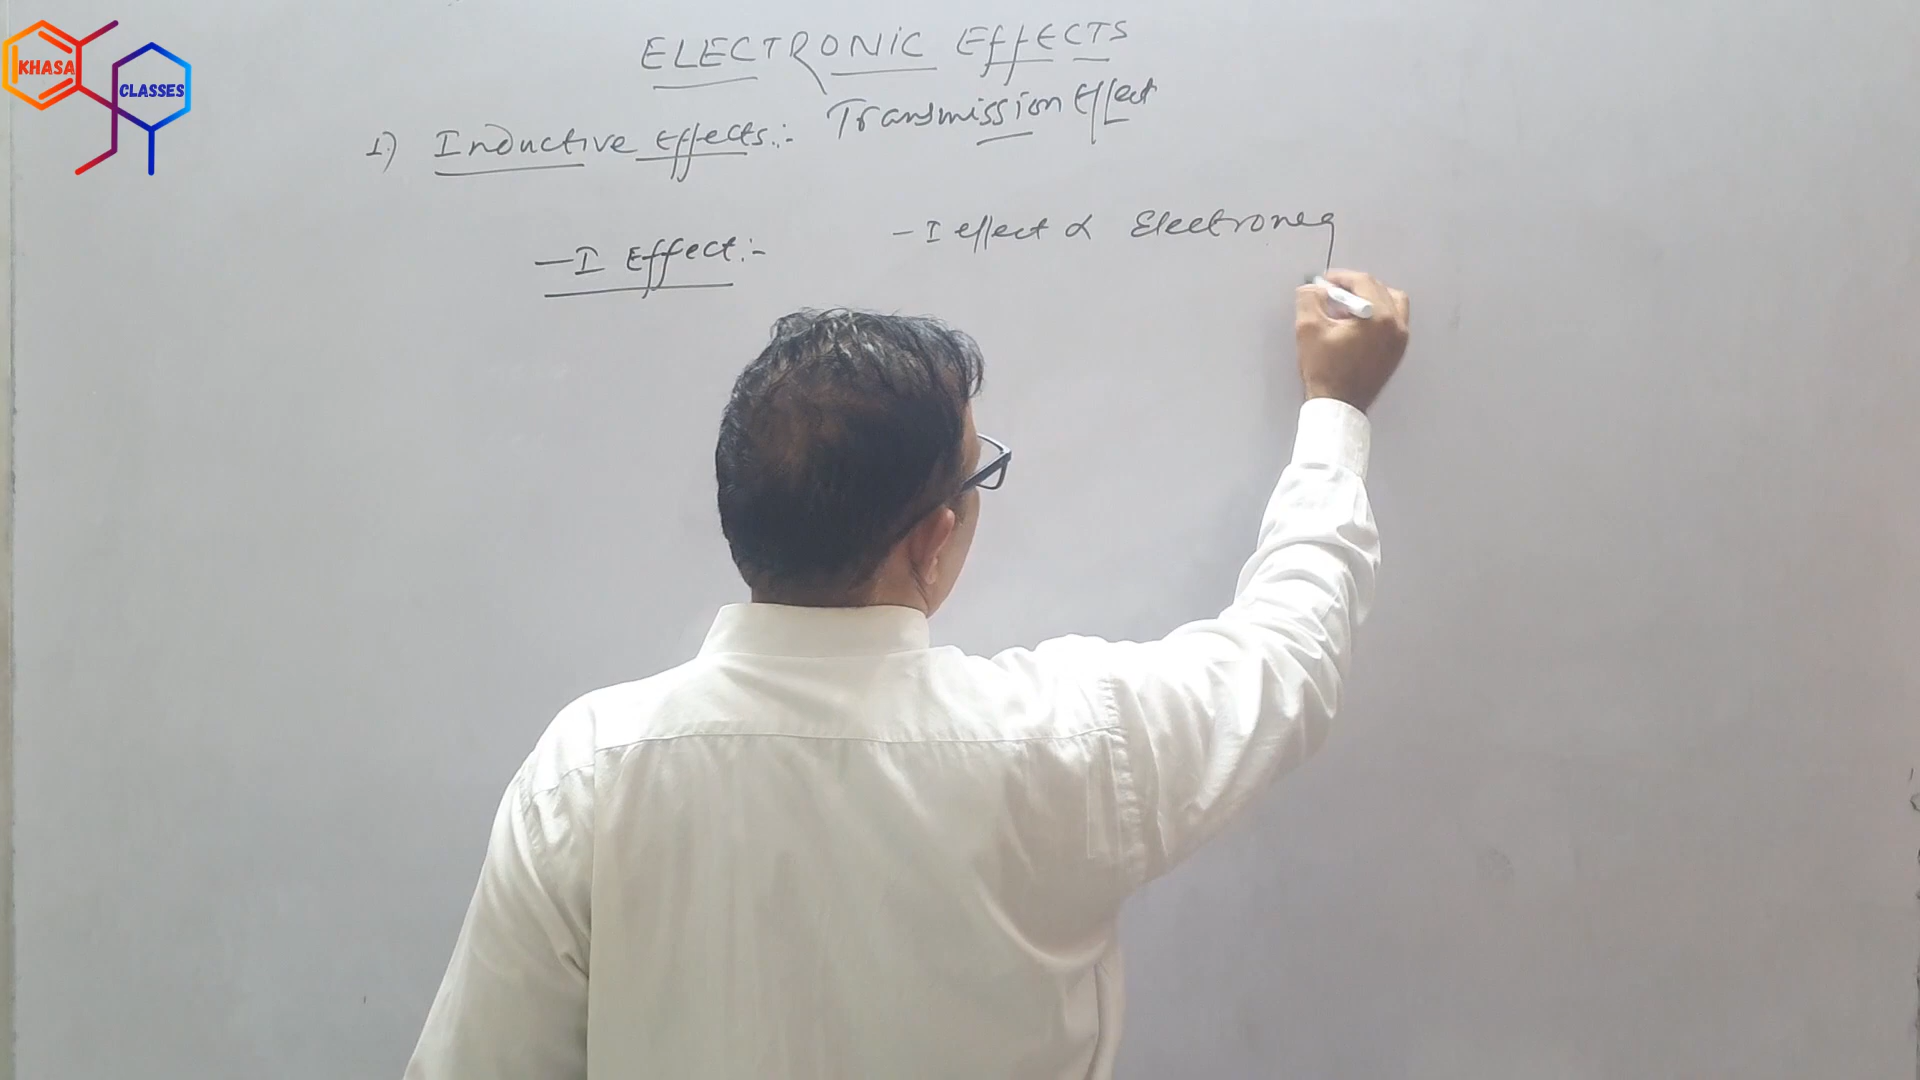 KHASA
CLASSES
ELECTRONIC EFFECTS
1.) Inductive Effects:- Transmission Effect
-I Effect:-
-I effect ∝ Electroneg